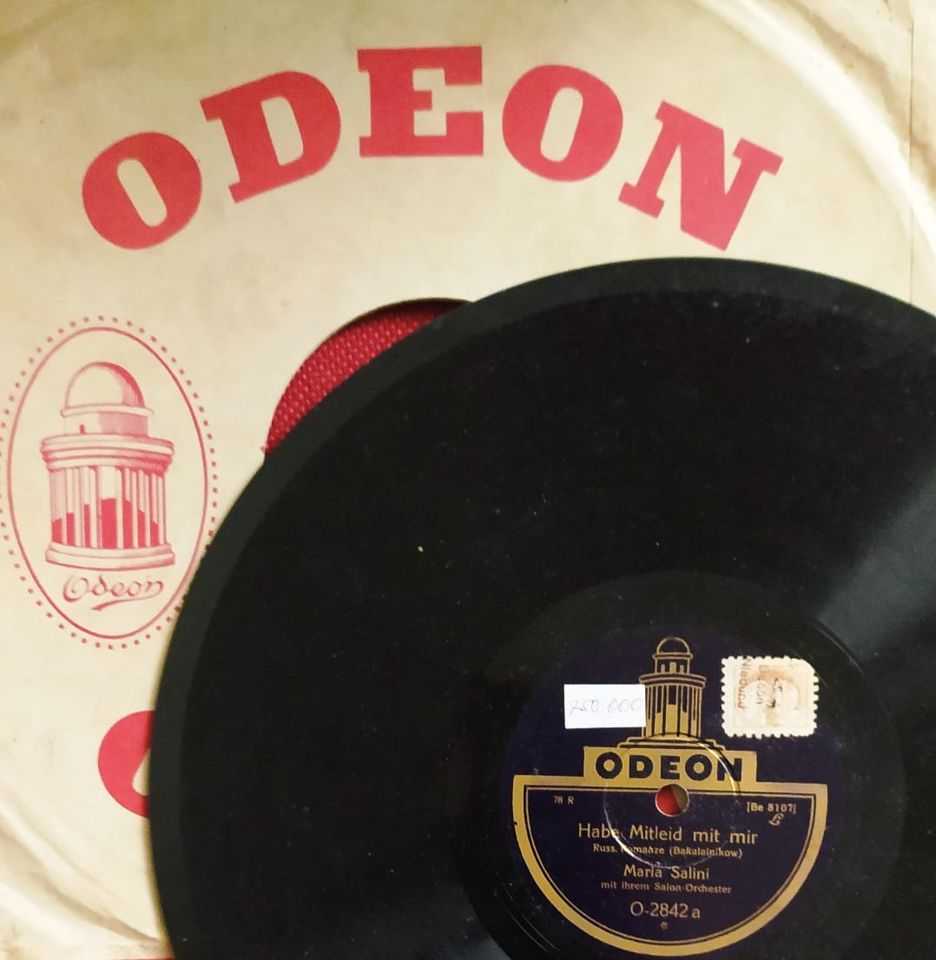 ODEON
Odeon
250.000
ODEON
78 R
[Be 8107]
Habe Mitleid mit mir
Russ. Romanze (Bakalainikow)
Maria Salini
mit ihrem Salon-Orchester
O-2842 a
e